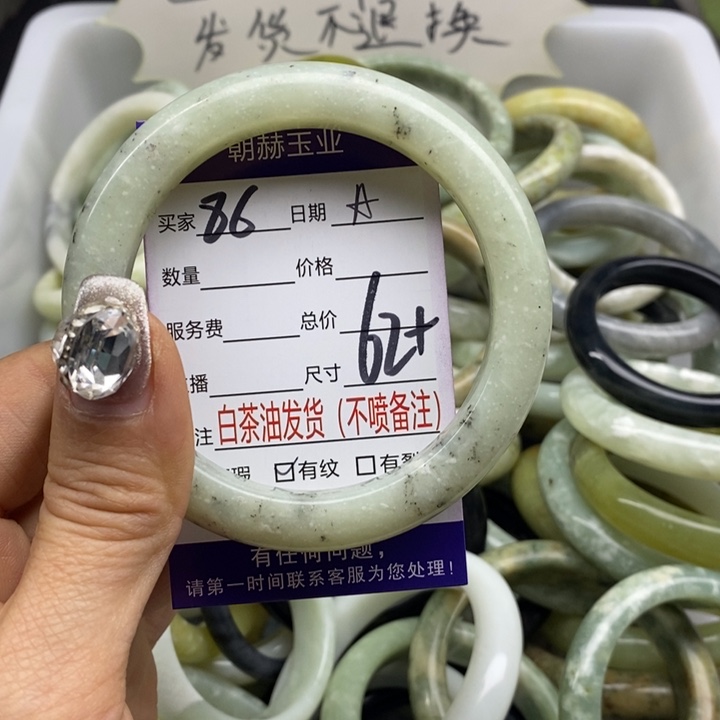 发货不退换
朝赫玉业
买家 86 日期 A
数量 价格
服务费 总价
播 尺寸 62+
注 白茶油发货（不喷备注）
瑕 ☑有纹 ☐有裂
有任何问题，
请第一时间联系客服为您处理！